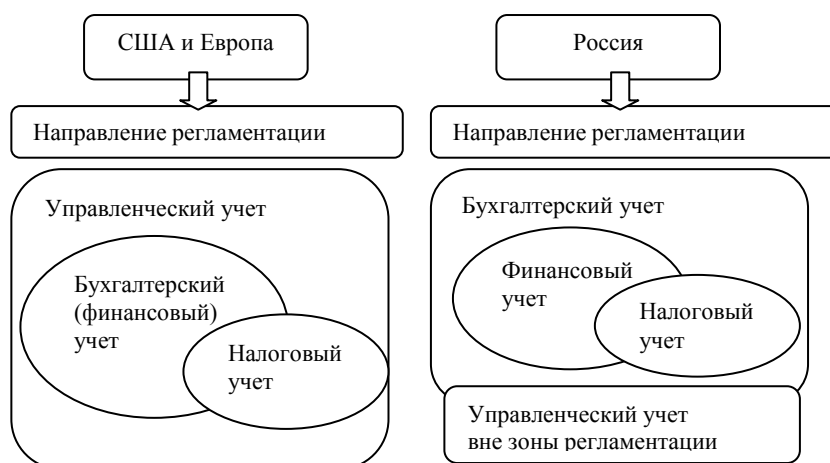 США и Европа
Направление регламентации
Управленческий учет
Бухгалтерский
(финансовый)
учет
Налоговый
учет
Россия
Направление регламентации
Бухгалтерский учет
Финансовый
учет
Налоговый
учет
Управленческий учет
вне зоны регламентации